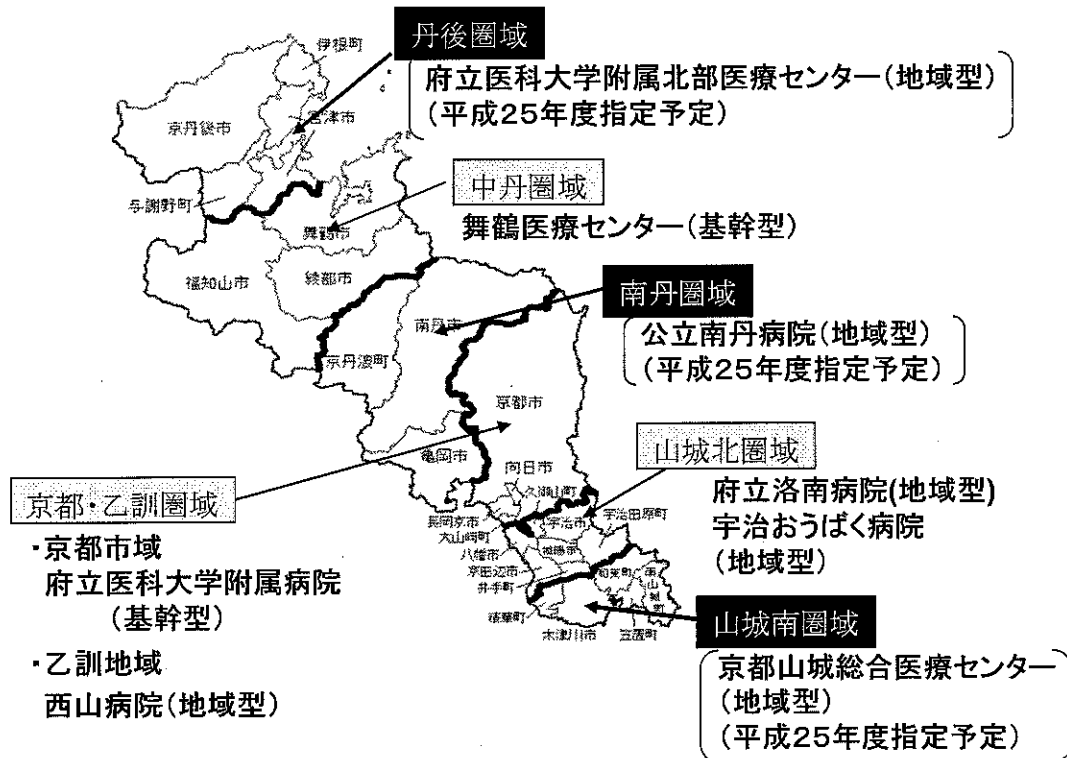 丹後圏域
府立医科大学附属北部医療センター(地域型)
(平成25年度指定予定)
伊根町
宮津市
京丹後市
与謝野町
中丹圏域
舞鶴医療センター(基幹型)
舞鶴市
福知山市
綾部市
南丹圏域
公立南丹病院(地域型)
(平成25年度指定予定)
南丹市
京丹波町
京都市
亀岡市
山城北圏域
府立洛南病院(地域型)
宇治おうばく病院
(地域型)
向日市
久御山町
長岡京市
大山崎町
宇治市
宇治田原町
八幡市
城陽市
京田辺市
井手町
和束町
南山城村
精華町
木津川市
笠置町
京都・乙訓圏域
・京都市域
府立医科大学附属病院
(基幹型)
・乙訓地域
西山病院(地域型)
山城南圏域
京都山城総合医療センター
(地域型)
(平成25年度指定予定)